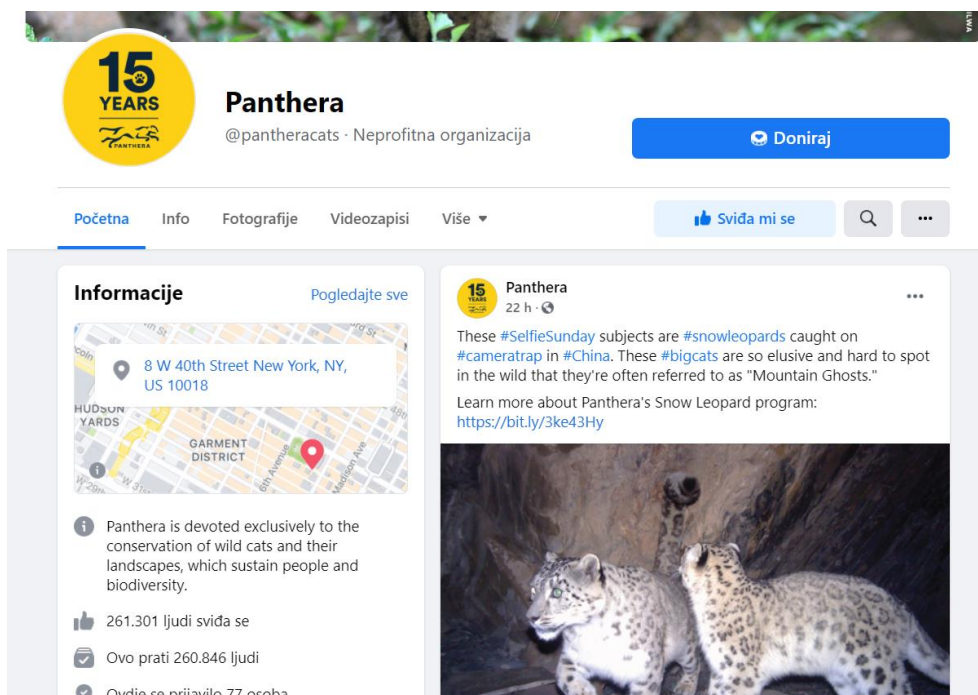 15
YEARS
PANTHERA
Panthera
@pantheracats · Neprofitna organizacija
Doniraj
Početna
Info
Fotografije
Videozapisi
Više
Sviđa mi se
Informacije
Pogledajte sve
8 W 40th Street New York, NY,
US 10018
HUDSON
YARDS
GARMENT
DISTRICT
6th Avenue
Madison Ave
Panthera is devoted exclusively to the
conservation of wild cats and their
landscapes, which sustain people and
biodiversity.
261.301 ljudi sviđa se
Ovo prati 260.846 ljudi
Ovdje se prijavilo 77 osoba
15
YEARS
Panthera
22 h ·
These #SelfieSunday subjects are #snowleopards caught on
#cameratrap in #China. These #bigcats are so elusive and hard to spot
in the wild that they're often referred to as "Mountain Ghosts."
Learn more about Panthera's Snow Leopard program:
https://bit.ly/3ke43Hy